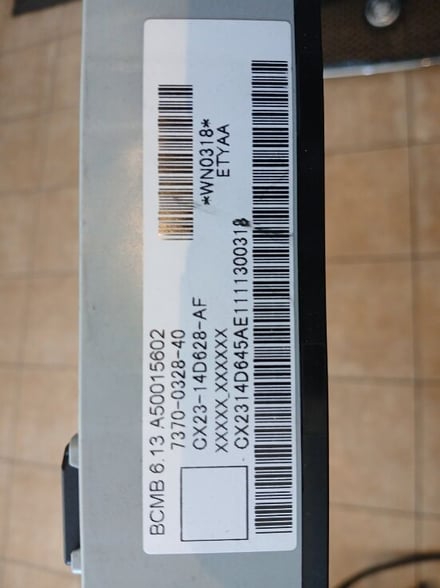 BCMB 6.13 A50015602
7370-0328-40
*WN0318*
ETYAA
CX23-14D628-AF
XXXXX_XXXXXX
CX2314D645AE11111300318